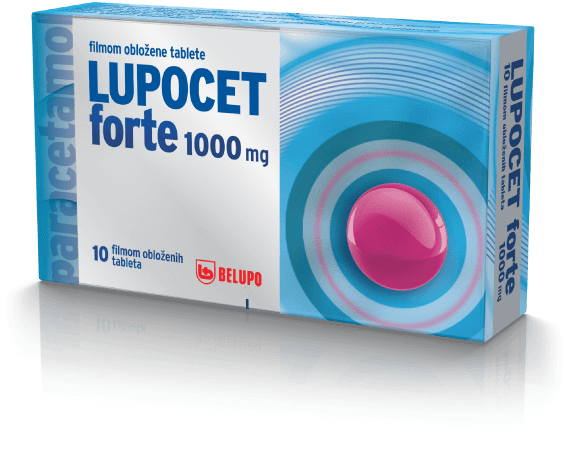 paracetamo
filmom obložene tablete
LUPOCET
forte 1000 mg
10 filmom obloženih
tableta
BELUPO
LUPOCET forte
10 filmom obloženih tableta
1000 mg